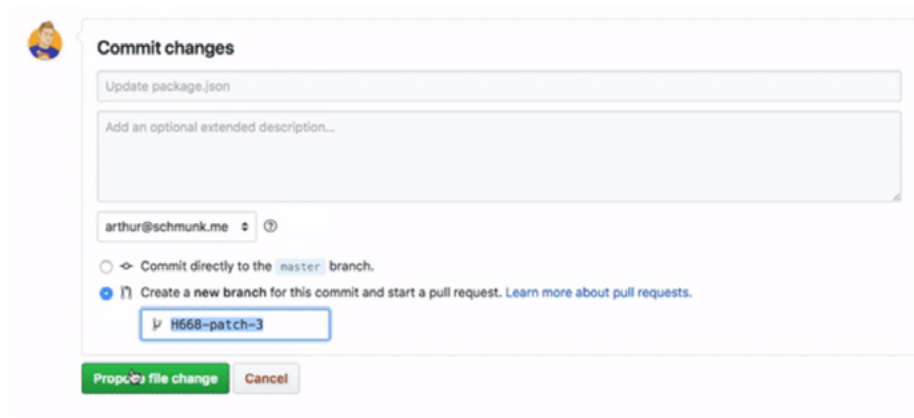 Commit changes
Update package.json
Add an optional extended description...
arthur@schmunk.me
Commit directly to the master branch.
Create a new branch for this commit and start a pull request. Learn more about pull requests.
H668-patch-3
file change Cancel